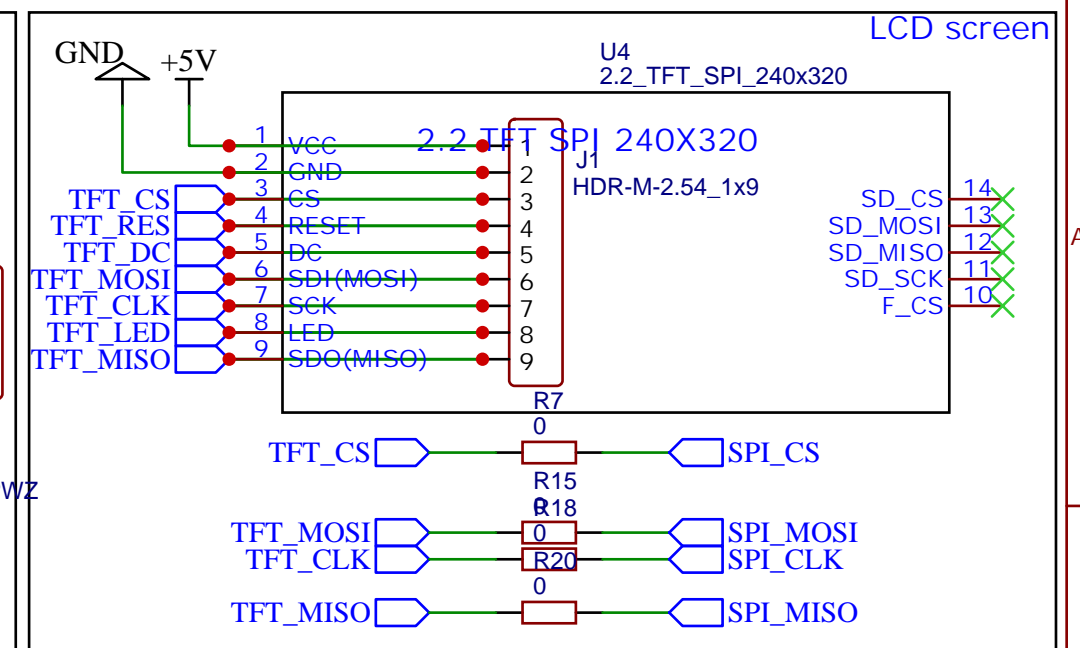 LCD screen
GND
+5V
U4
2.2_TFT_SPI_240x320
2.2 TFT SPI 240X320
J1
HDR-M-2.54_1x9
1 VCC 1
2 GND 2
TFT_CS 3 CS 3
TFT_RES 4 RESET 4
TFT_DC 5 DC 5
TFT_MOSI 6 SDI(MOSI) 6
TFT_CLK 7 SCK 7
TFT_LED 8 LED 8
TFT_MISO 9 SDO(MISO) 9
SD_CS 14
SD_MOSI 13
SD_MISO 12
SD_SCK 11
F_CS 10
A
WZ
R7
0
TFT_CS SPI_CS
R15
0
R18
0
TFT_MOSI SPI_MOSI
TFT_CLK SPI_CLK
R20
0
TFT_MISO SPI_MISO